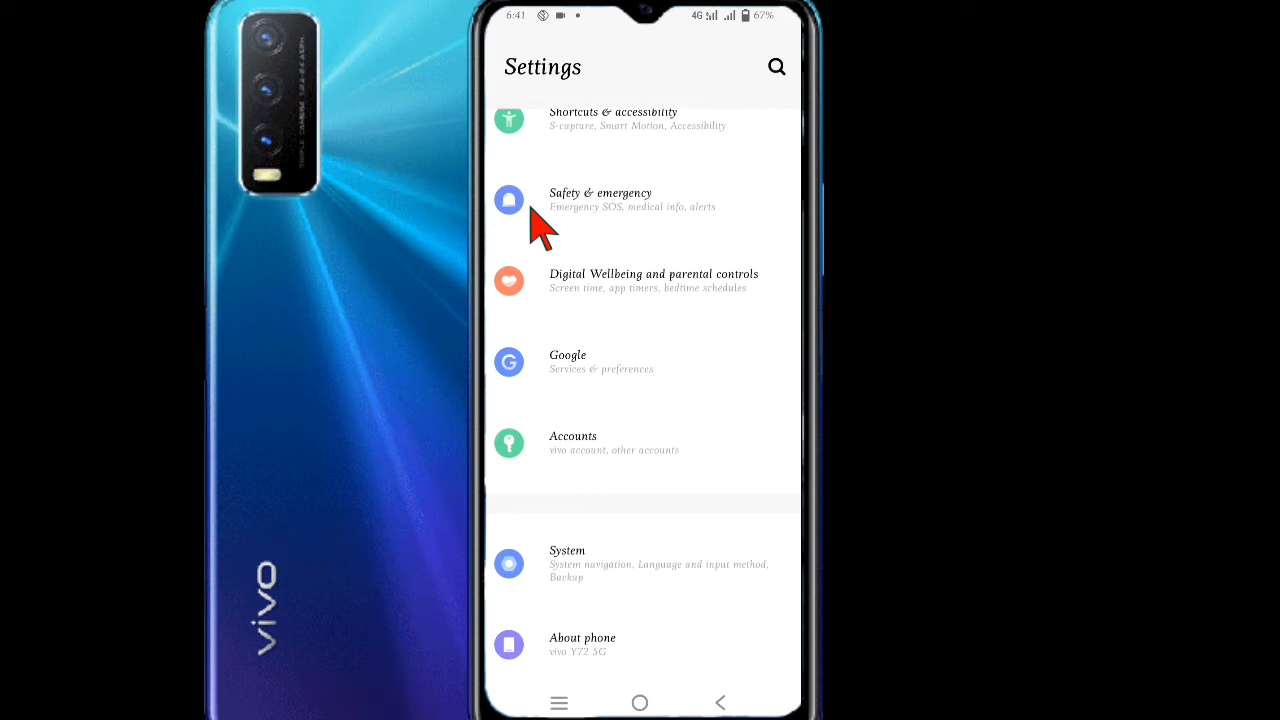 6:41
4G 67%
Settings
Shortcuts & accessibility
S-capture, Smart Motion, Accessibility
Safety & emergency
Emergency SOS, medical info, alerts
Digital Wellbeing and parental controls
Screen time, app timers, bedtime schedules
Google
Services & preferences
Accounts
vivo account, other accounts
System
System navigation, Language and input method,
Backup
About phone
vivo Y72 5G
vivo